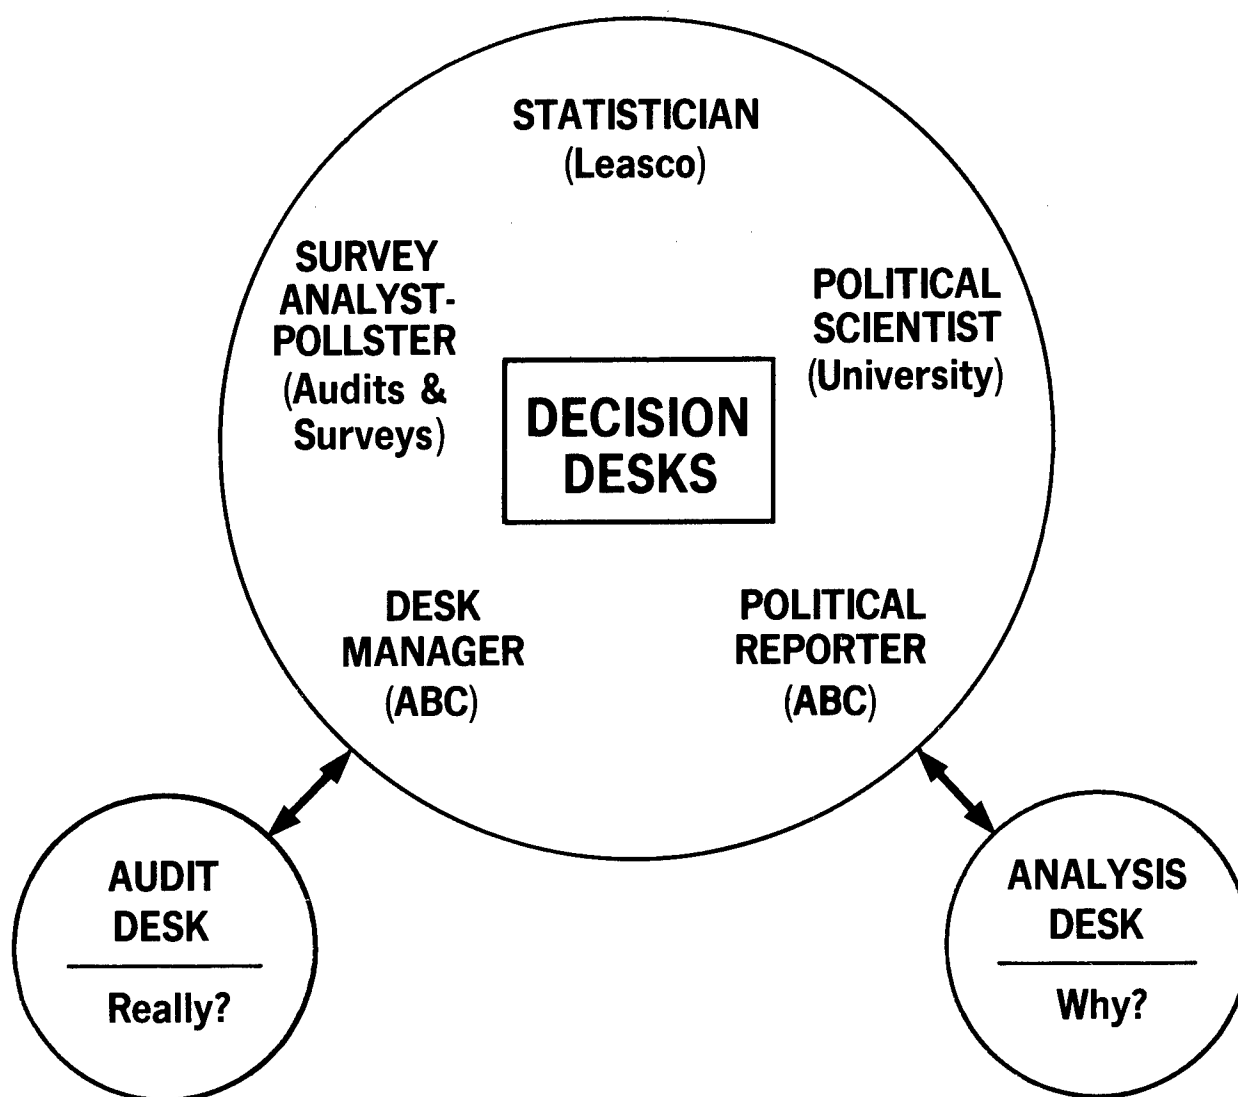 STATISTICIAN
(Leasco)
SURVEY
ANALYST-
POLLSTER
(Audits &
Surveys)
POLITICAL
SCIENTIST
(University)
DECISION
DESKS
DESK
MANAGER
(ABC)
POLITICAL
REPORTER
(ABC)
AUDIT
DESK
Really?
ANALYSIS
DESK
Why?